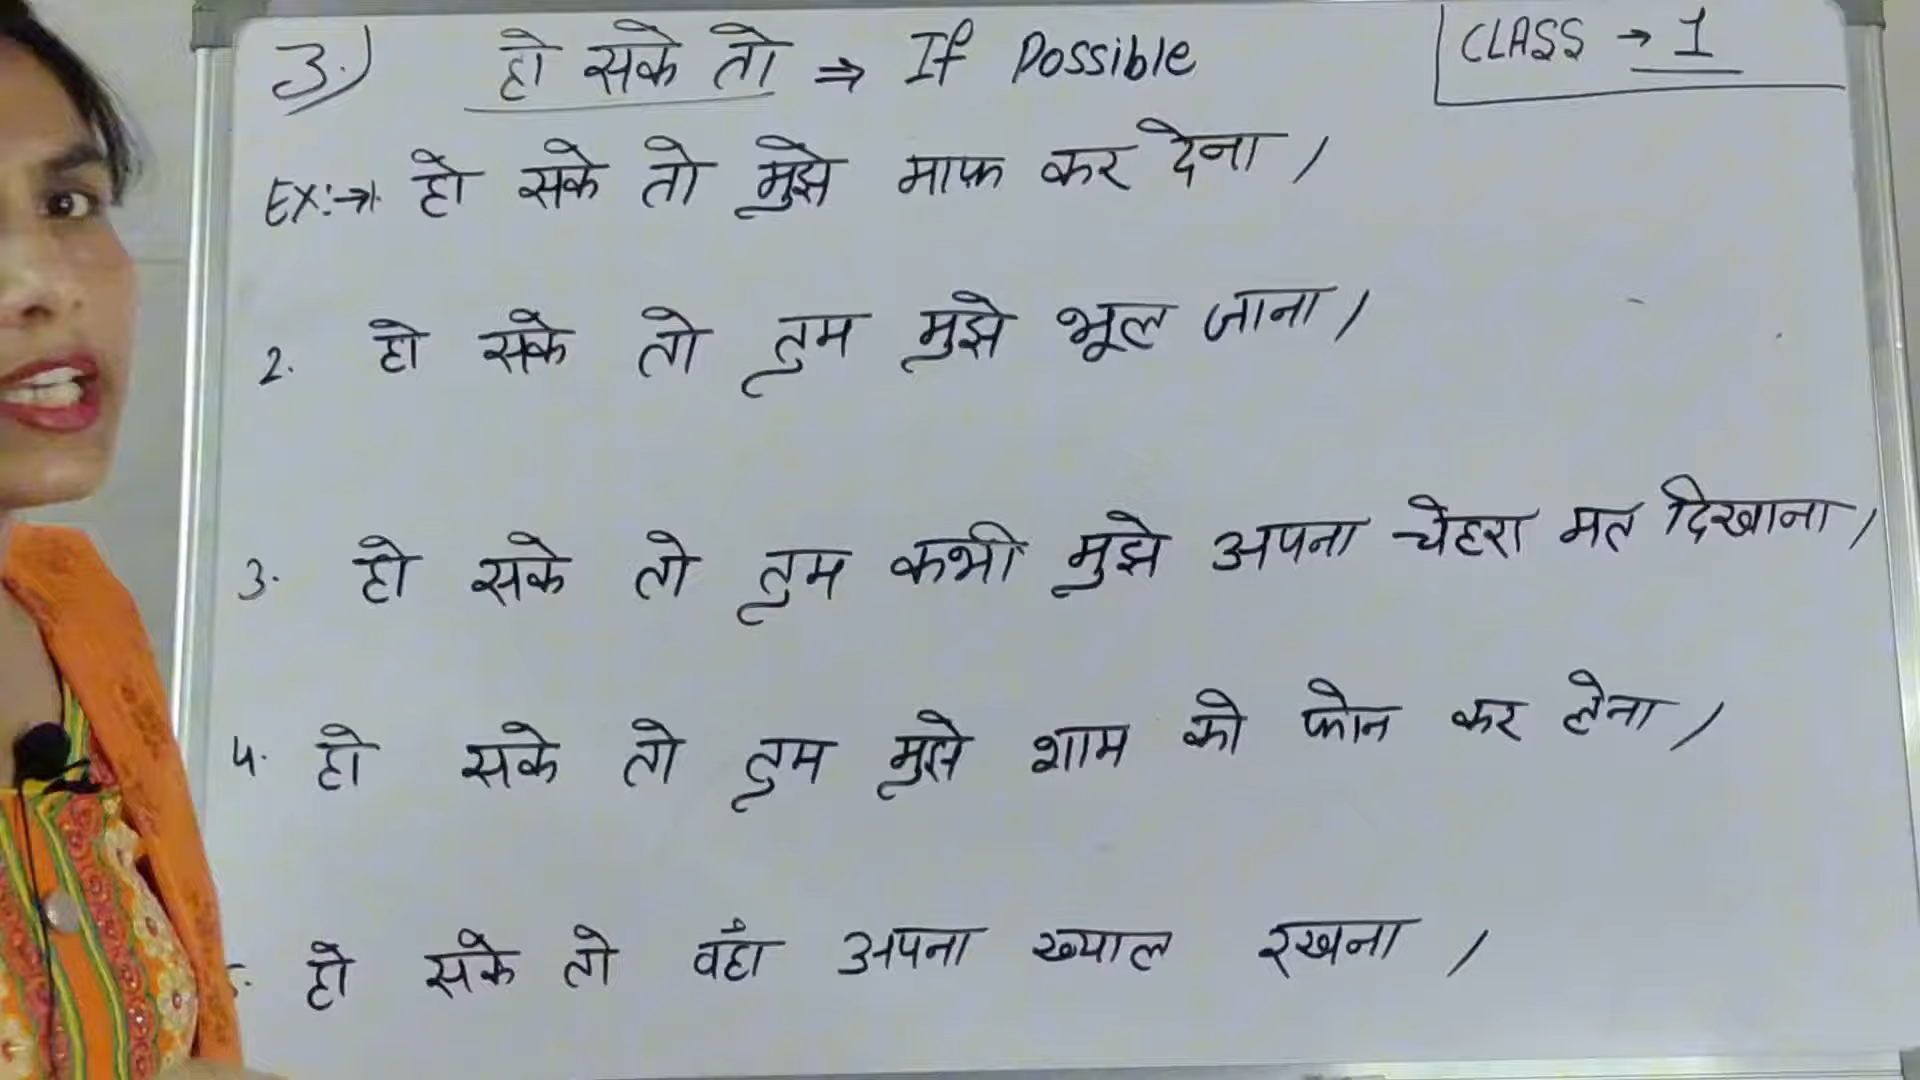 3.) हो सके तो ⇒ If Possible
CLASS → 1
EX:→1. हो सके तो मुझे माफ कर देना।
2. हो सके तो तुम मुझे भूल जाना।
3. हो सके तो तुम कभी मुझे अपना चेहरा मत दिखाना।
4. हो सके तो तुम मुझे शाम को फोन कर लेना।
हो सके तो वहाँ अपना ख्याल रखना।